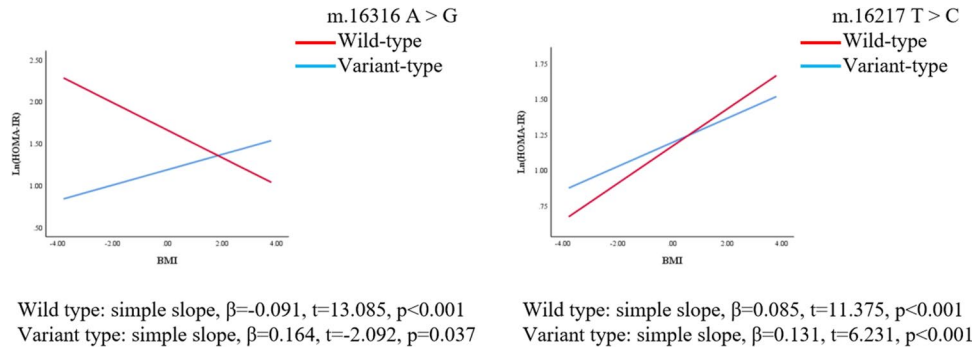 m.16316 A > G
Wild-type
Variant-type
2.50
2.00
1.50
1.00
.50
Ln(HOMA-IR)
-4.00 -2.00 .00 2.00 4.00
BMI
Wild type: simple slope, β=-0.091, t=13.085, p<0.001
Variant type: simple slope, β=0.164, t=-2.092, p=0.037
m.16217 T > C
Wild-type
Variant-type
1.75
1.50
1.25
1.00
.75
Ln(HOMA-IR)
-4.00 -2.00 .00 2.00 4.00
BMI
Wild type: simple slope, β=0.085, t=11.375, p<0.001
Variant type: simple slope, β=0.131, t=6.231, p<0.001